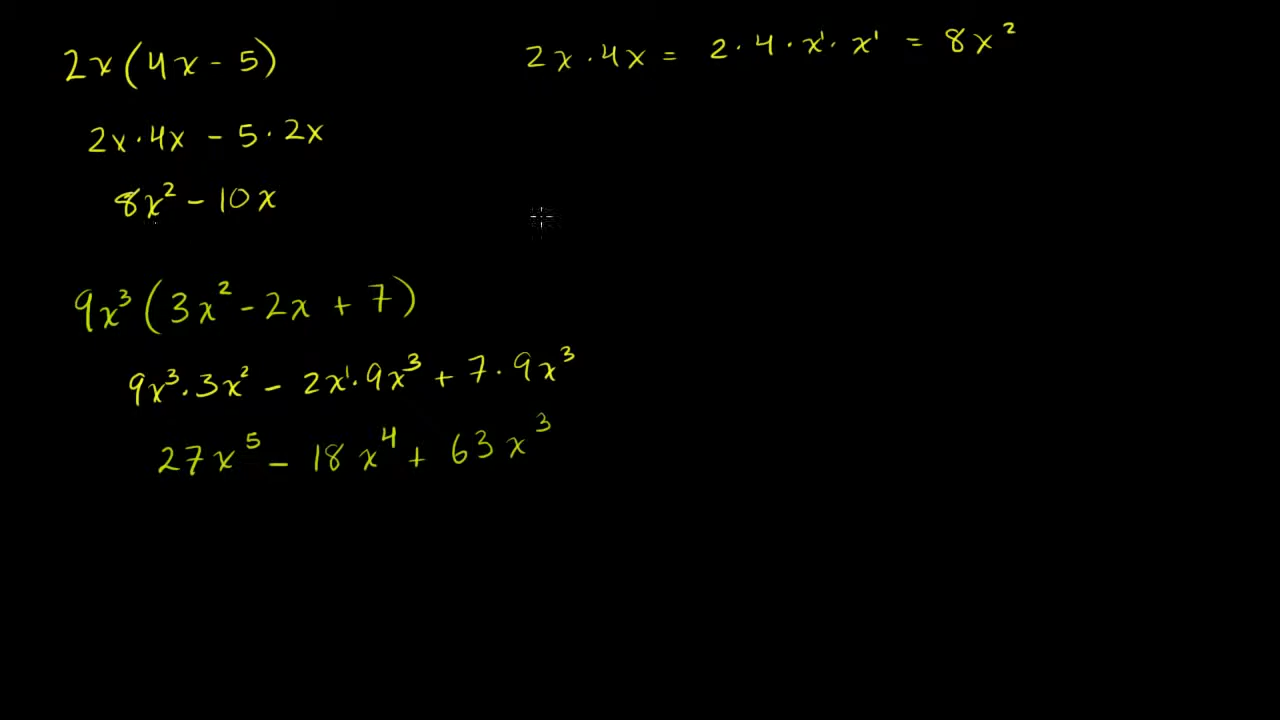 2x(4x - 5)
2x · 4x - 5 · 2x
8x² - 10x
2x · 4x = 2 · 4 · x¹ · x¹ = 8x²
9x³(3x² - 2x + 7)
9x³ · 3x² - 2x¹ · 9x³ + 7 · 9x³
27x⁵ - 18x⁴ + 63x³